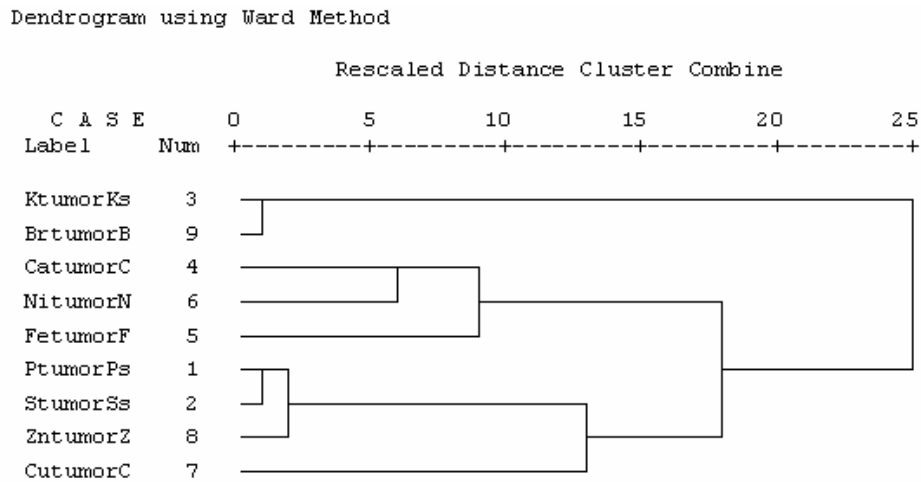 Dendrogram using Ward Method
Rescaled Distance Cluster Combine
C A S E 0 5 10 15 20 25
Label Num +---------+---------+---------+---------+---------+
KtumorKs 3
BrtumorB 9
CatumorC 4
NitumorN 6
FetumorF 5
PtumorPs 1
StumorSs 2
ZntumorZ 8
CutumorC 7